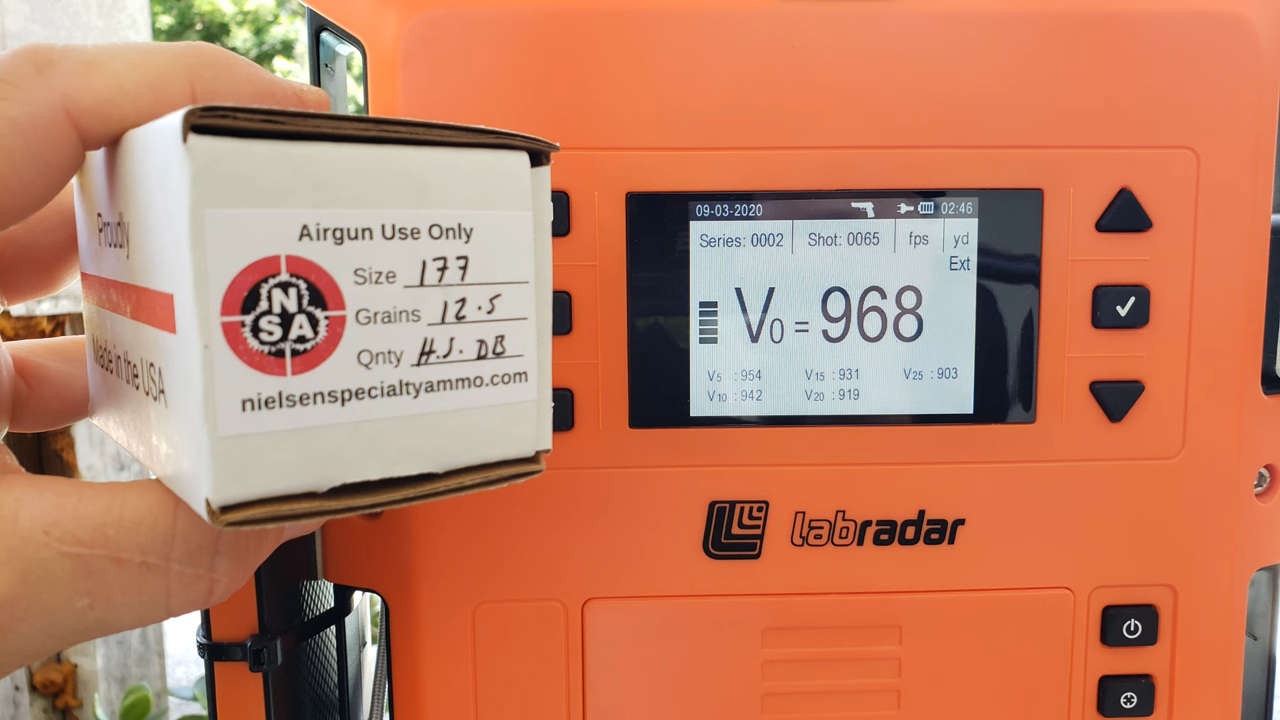 Proudly
Made in the USA
Airgun Use Only
NSA
Size 177
Grains 12.5
Qnty H.S. DB
nielsenspecialtyammo.com
09-03-2020 02:46
Series: 0002 Shot: 0065 fps yd
Ext
V0 = 968
V5 : 954 V15 : 931 V25 : 903
V10 : 942 V20 : 919
labradar